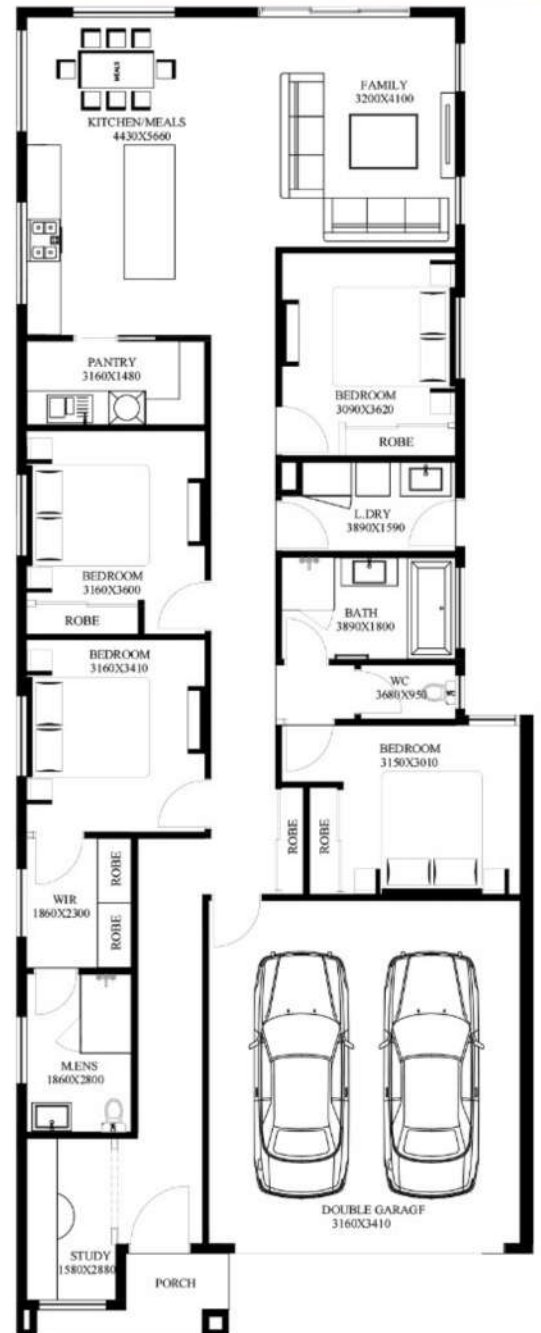 MEALS
FAMILY
3200X4100
KITCHEN/MEALS
4430X5660
PANTRY
3160X1480
BEDROOM
3090X3620
ROBE
L.DRY
3890X1590
BEDROOM
3160X3600
ROBE
BATH
3890X1800
BEDROOM
3160X3410
WC
3680X950
BEDROOM
3150X3010
ROBE
ROBE
ROBE
ROBE
WIR
1860X2300
M.ENS
1860X2800
DOUBLE GARAGF
3160X3410
STUDY
1580X2880
PORCH